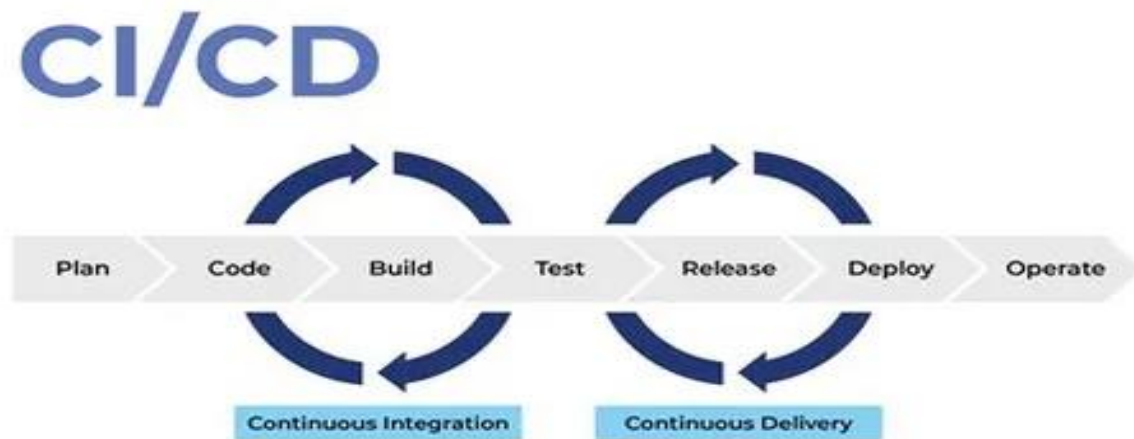 CI/CD
Plan Code Build Test Release Deploy Operate
Continuous Integration Continuous Delivery